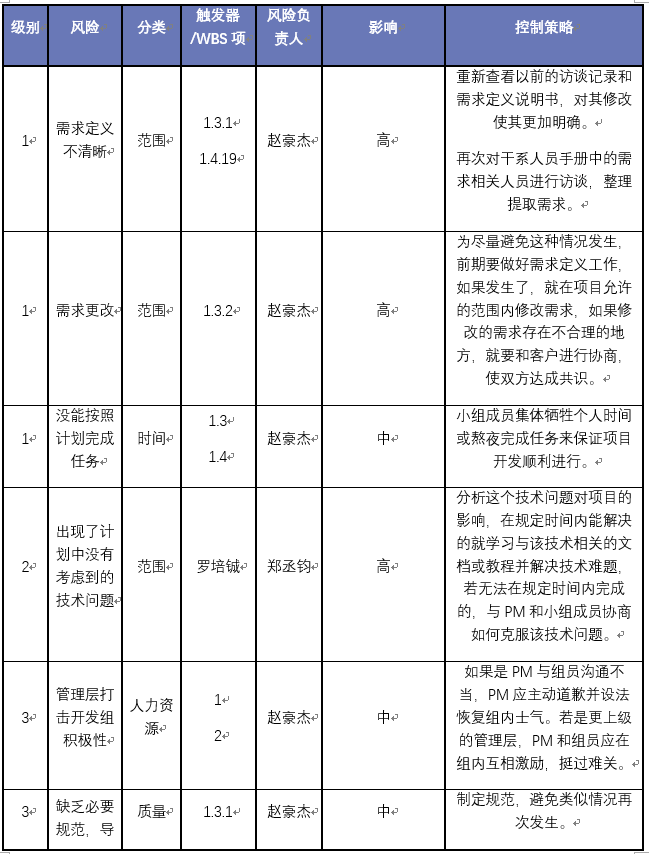 级别 风险 分类 触发器/WBS 项 风险负责人 影响 控制策略
1
需求定义
不清晰
范围
1.3.1
1.4.19
赵豪杰
高
重新查看以前的访谈记录和
需求定义说明书，对其修改
使其更加明确。
再次对干系人员手册中的需
求相关人员进行访谈，整理
提取需求。
1
需求更改
范围
1.3.2
赵豪杰
高
为尽量避免这种情况发生，
前期要做好需求定义工作，
如果发生了，就在项目允许
的范围内修改需求，如果修
改的需求存在不合理的地
方，就要和客户进行协商，
使双方达成共识。
1
没能按照
计划完成
任务
时间
1.3
1.4
赵豪杰
中
小组成员集体牺牲个人时间
或熬夜完成任务来保证项目
开发顺利进行。
2
出现了计
划中没有
考虑到的
技术问题
范围
罗培铖
郑丞钧
高
分析这个技术问题对项目的
影响，在规定时间内能解决
的就学习与该技术相关的文
档或教程并解决技术难题，
若无法在规定时间内完成
的，与 PM 和小组成员协商
如何克服该技术问题。
3
管理层打
击开发组
积极性
人力资
源
1
2
赵豪杰
中
如果是 PM 与组员沟通不
当，PM 应主动道歉并设法
恢复组内士气。若是更上级
的管理层，PM 和组员应在
组内互相激励，挺过难关。
3
缺乏必要
规范，导
质量
1.3.1
赵豪杰
中
制定规范，避免类似情况再
次发生。